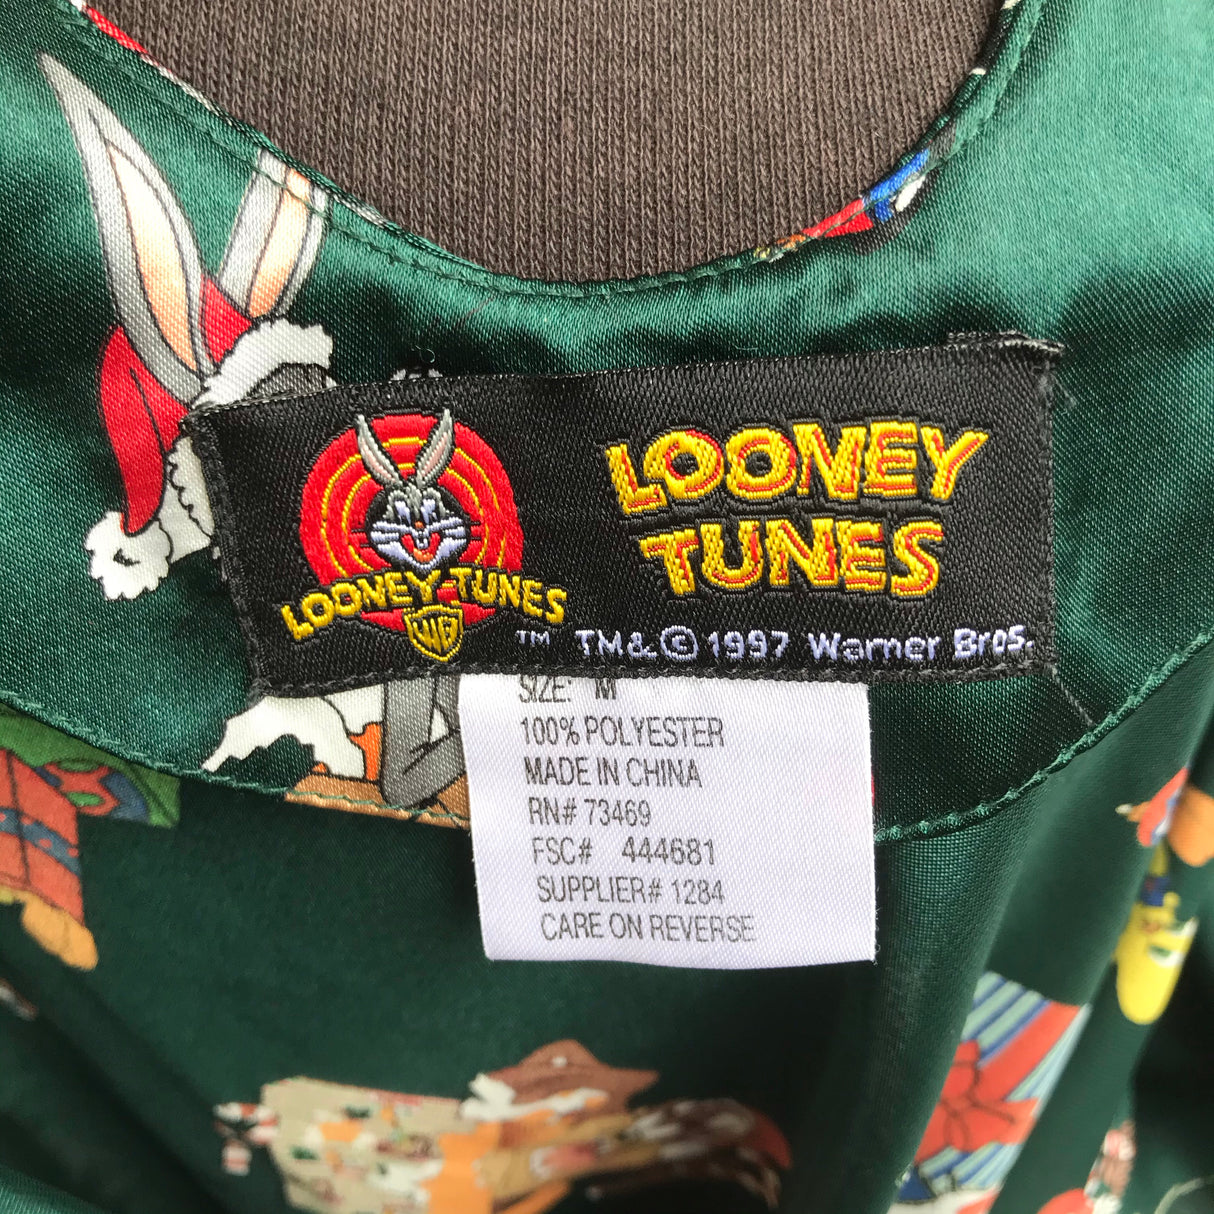 LOONEY TUNES
WB
™
LOONEY
TUNES
TM & © 1997 Warner Bros.
SIZE: M
100% POLYESTER
MADE IN CHINA
RN# 73469
FSC# 444681
SUPPLIER# 1284
CARE ON REVERSE